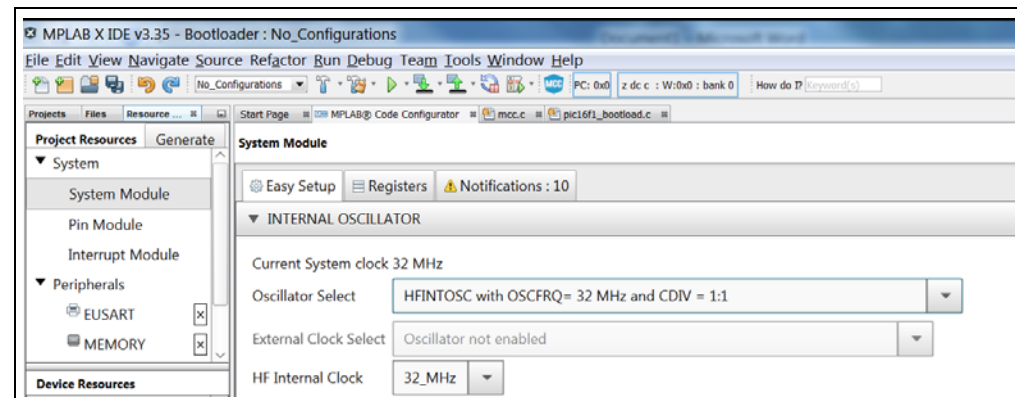 MPLAB X IDE v3.35 - Bootloader : No_Configurations
File Edit View Navigate Source Refactor Run Debug Team Tools Window Help
No_Configurations MCC PC: 0x0 z dc c : W:0x0 : bank 0 How do I? Keyword(s)
Projects Files Resource ... Start Page MPLAB® Code Configurator mcc.c pic16f1_bootload.c
Project Resources Generate System Module
System
System Module Easy Setup Registers Notifications : 10
Pin Module INTERNAL OSCILLATOR
Interrupt Module Current System clock 32 MHz
Peripherals Oscillator Select HFINTOSC with OSCFRQ= 32 MHz and CDIV = 1:1
EUSART
MEMORY External Clock Select Oscillator not enabled
Device Resources HF Internal Clock 32_MHz